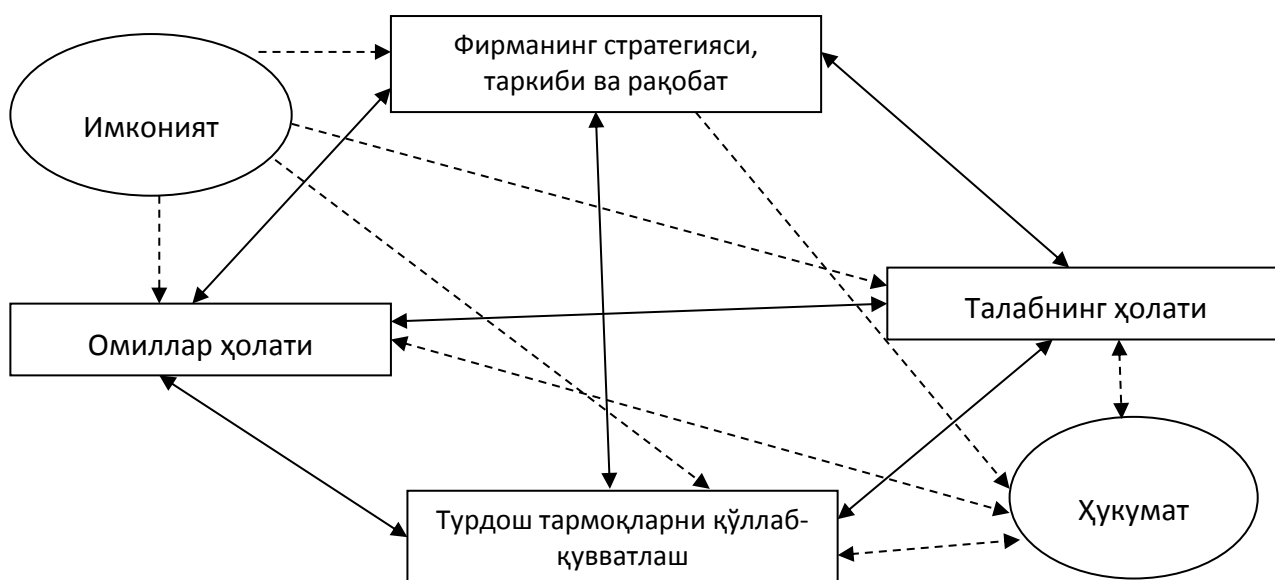 Фирманинг стратегияси,
таркиби ва рақобат
Имконият
Талабнинг ҳолати
Омиллар ҳолати
Турдош тармоқларни қўллаб-
қувватлаш
Ҳукумат